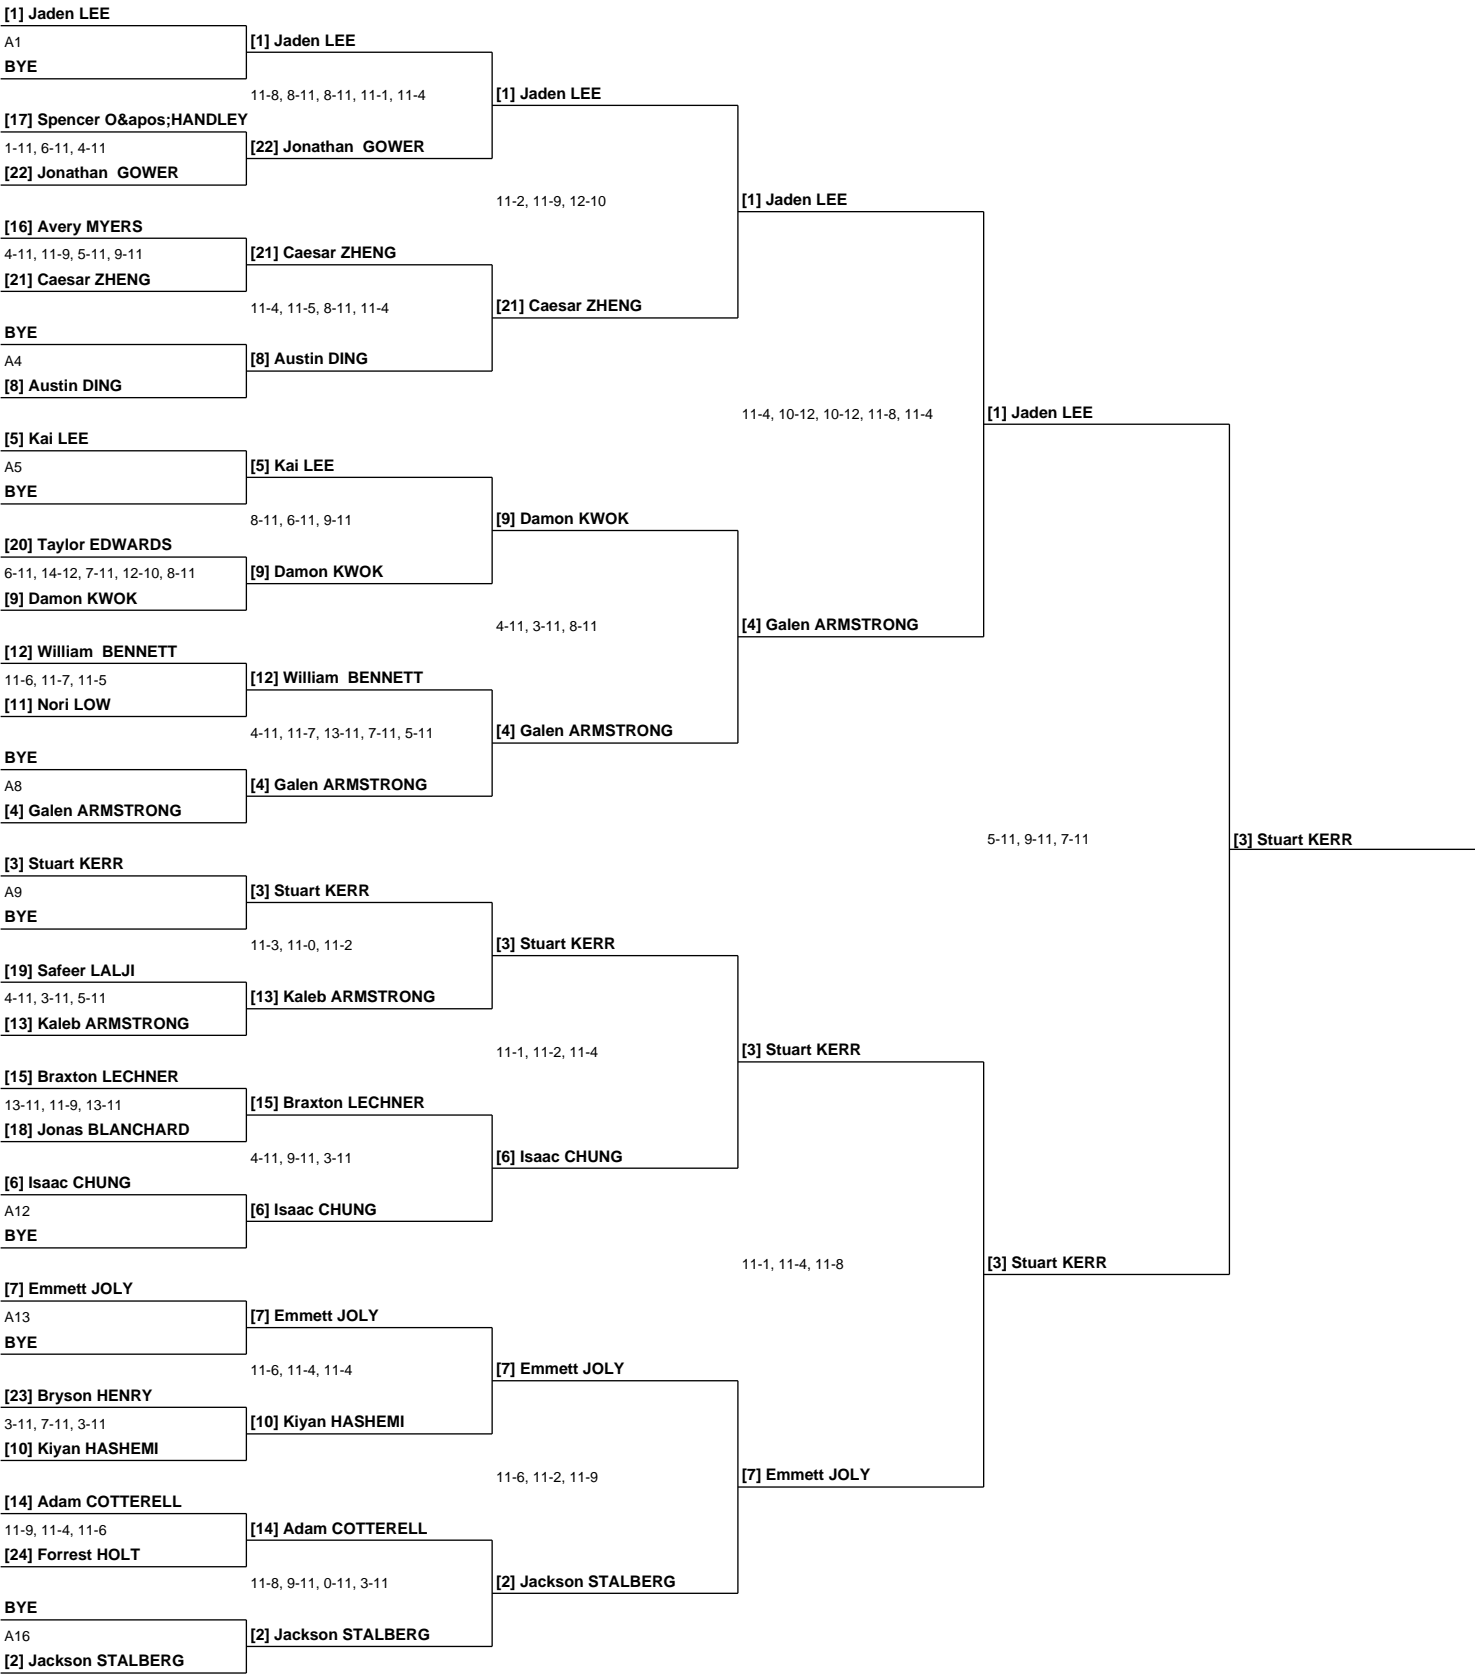 [1] Jaden LEE
A1
BYE
[17] Spencer O&apos;HANDLEY
1-11, 6-11, 4-11
[22] Jonathan  GOWER
[16] Avery MYERS
4-11, 11-9, 5-11, 9-11
[21] Caesar ZHENG
BYE
A4
[8] Austin DING
[5] Kai LEE
A5
BYE
[20] Taylor EDWARDS
6-11, 14-12, 7-11, 12-10, 8-11
[9] Damon KWOK
[12] William  BENNETT
11-6, 11-7, 11-5
[11] Nori LOW
BYE
A8
[4] Galen ARMSTRONG
[3] Stuart KERR
A9
BYE
[19] Safeer LALJI
4-11, 3-11, 5-11
[13] Kaleb ARMSTRONG
[15] Braxton LECHNER
13-11, 11-9, 13-11
[18] Jonas BLANCHARD
[6] Isaac CHUNG
A12
BYE
[7] Emmett JOLY
A13
BYE
[23] Bryson HENRY
3-11, 7-11, 3-11
[10] Kiyan HASHEMI
[14] Adam COTTERELL
11-9, 11-4, 11-6
[24] Forrest HOLT
BYE
A16
[2] Jackson STALBERG
[1] Jaden LEE
11-8, 8-11, 8-11, 11-1, 11-4
[22] Jonathan  GOWER
[21] Caesar ZHENG
11-4, 11-5, 8-11, 11-4
[8] Austin DING
[5] Kai LEE
8-11, 6-11, 9-11
[9] Damon KWOK
[12] William  BENNETT
4-11, 11-7, 13-11, 7-11, 5-11
[4] Galen ARMSTRONG
[3] Stuart KERR
11-3, 11-0, 11-2
[13] Kaleb ARMSTRONG
[15] Braxton LECHNER
4-11, 9-11, 3-11
[6] Isaac CHUNG
[7] Emmett JOLY
11-6, 11-4, 11-4
[10] Kiyan HASHEMI
[14] Adam COTTERELL
11-8, 9-11, 0-11, 3-11
[2] Jackson STALBERG
[1] Jaden LEE
11-2, 11-9, 12-10
[21] Caesar ZHENG
[9] Damon KWOK
4-11, 3-11, 8-11
[4] Galen ARMSTRONG
[3] Stuart KERR
11-1, 11-2, 11-4
[6] Isaac CHUNG
[7] Emmett JOLY
11-6, 11-2, 11-9
[2] Jackson STALBERG
[1] Jaden LEE
11-4, 10-12, 10-12, 11-8, 11-4
[4] Galen ARMSTRONG
[3] Stuart KERR
11-1, 11-4, 11-8
[7] Emmett JOLY
[1] Jaden LEE
5-11, 9-11, 7-11
[3] Stuart KERR
[3] Stuart KERR